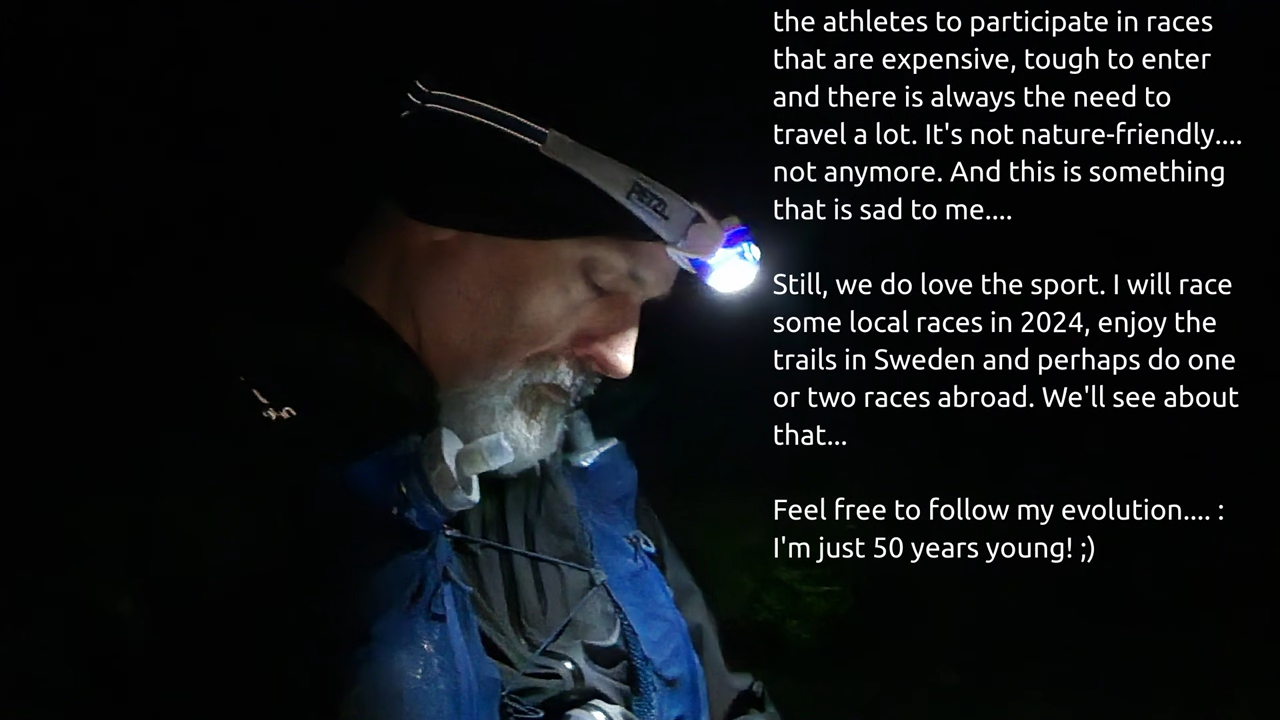 the athletes to participate in races
that are expensive, tough to enter
and there is always the need to
travel a lot. It's not nature-friendly....
not anymore. And this is something
that is sad to me....
Still, we do love the sport. I will race
some local races in 2024, enjoy the
trails in Sweden and perhaps do one
or two races abroad. We'll see about
that...
Feel free to follow my evolution.... :
I'm just 50 years young! ;)
PETZL